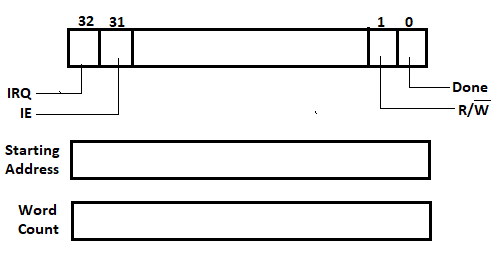 32 31 1 0
IRQ Done
IE R/W̅
Starting
Address
Word
Count